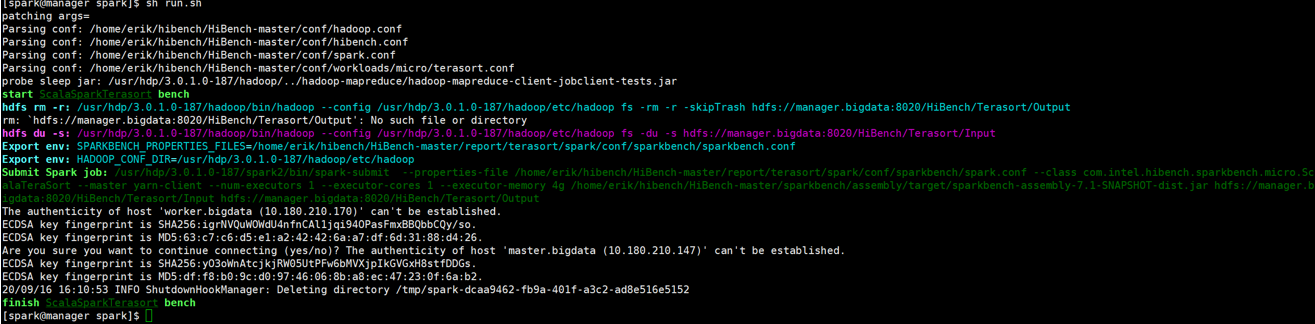 [spark@manager spark]$ sh run.sh
patching args=
Parsing conf: /home/erik/hibench/HiBench-master/conf/hadoop.conf
Parsing conf: /home/erik/hibench/HiBench-master/conf/hibench.conf
Parsing conf: /home/erik/hibench/HiBench-master/conf/spark.conf
Parsing conf: /home/erik/hibench/HiBench-master/conf/workloads/micro/terasort.conf
probe sleep jar: /usr/hdp/3.0.1.0-187/hadoop/../hadoop-mapreduce/hadoop-mapreduce-client-jobclient-tests.jar
start ScalaSparkTerasort bench
hdfs rm -r: /usr/hdp/3.0.1.0-187/hadoop/bin/hadoop --config /usr/hdp/3.0.1.0-187/hadoop/etc/hadoop fs -rm -r -skipTrash hdfs://manager.bigdata:8020/HiBench/Terasort/Output
rm: `hdfs://manager.bigdata:8020/HiBench/Terasort/Output': No such file or directory
hdfs du -s: /usr/hdp/3.0.1.0-187/hadoop/bin/hadoop --config /usr/hdp/3.0.1.0-187/hadoop/etc/hadoop fs -du -s hdfs://manager.bigdata:8020/HiBench/Terasort/Input
Export env: SPARKBENCH_PROPERTIES_FILES=/home/erik/hibench/HiBench-master/report/terasort/spark/conf/sparkbench/sparkbench.conf
Export env: HADOOP_CONF_DIR=/usr/hdp/3.0.1.0-187/hadoop/etc/hadoop
Submit Spark job: /usr/hdp/3.0.1.0-187/spark2/bin/spark-submit  --properties-file /home/erik/hibench/HiBench-master/report/terasort/spark/conf/sparkbench/spark.conf --class com.intel.hibench.sparkbench.micro.Sc
alaTeraSort --master yarn-client --num-executors 1 --executor-cores 1 --executor-memory 4g /home/erik/hibench/HiBench-master/sparkbench/assembly/target/sparkbench-assembly-7.1-SNAPSHOT-dist.jar hdfs://manager.b
igdata:8020/HiBench/Terasort/Input hdfs://manager.bigdata:8020/HiBench/Terasort/Output
The authenticity of host 'worker.bigdata (10.180.210.170)' can't be established.
ECDSA key fingerprint is SHA256:igrNVQuWOWdU4nfnCAl1jqi94OPasFmxBBQbbCQy/so.
ECDSA key fingerprint is MD5:63:c7:c6:d5:e1:a2:42:42:6a:a7:df:6d:31:88:d4:26.
Are you sure you want to continue connecting (yes/no)? The authenticity of host 'master.bigdata (10.180.210.147)' can't be established.
ECDSA key fingerprint is SHA256:yO3oWnAtcjkjRW05UtPFw6bMVXjpIkGVGxH8stfDDGs.
ECDSA key fingerprint is MD5:df:f8:b0:9c:d0:97:46:06:8b:a8:ec:47:23:0f:6a:b2.
20/09/16 16:10:53 INFO ShutdownHookManager: Deleting directory /tmp/spark-dcaa9462-fb9a-401f-a3c2-ad8e516e5152
finish ScalaSparkTerasort bench
[spark@manager spark]$